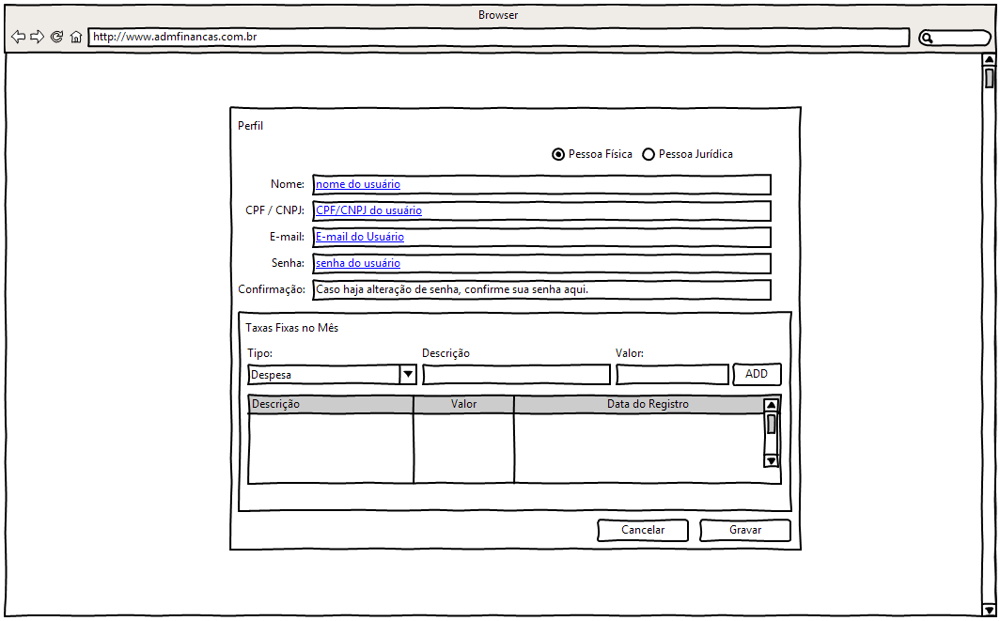 Browser
http://www.admfinancas.com.br
Perfil
Pessoa Física Pessoa Jurídica
Nome: nome do usuário
CPF / CNPJ: CPF/CNPJ do usuário
E-mail: E-mail do Usuário
Senha: senha do usuário
Confirmação: Caso haja alteração de senha, confirme sua senha aqui.
Taxas Fixas no Mês
Tipo: Descrição Valor:
Despesa ADD
Descrição Valor Data do Registro
Cancelar Gravar